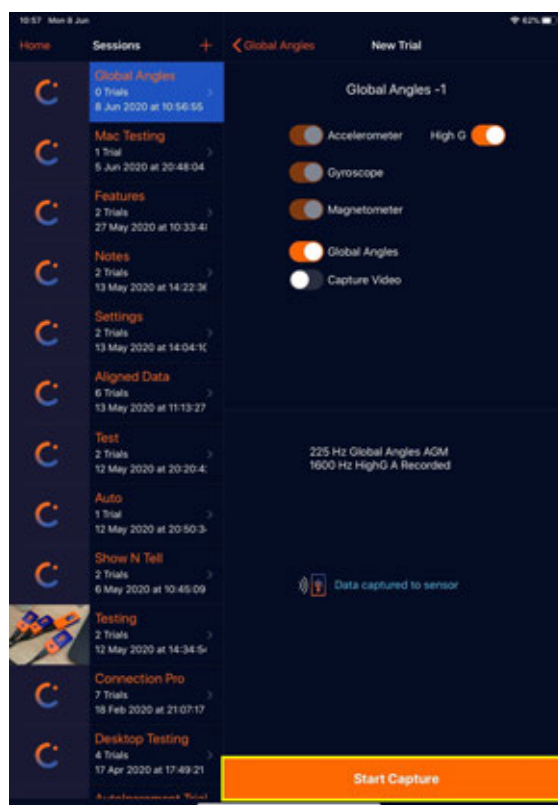 10:57 Mon 8 Jun
62%
Home
Sessions
+
Global Angles
New Trial
Global Angles
0 Trials
8 Jun 2020 at 10:56:55
Mac Testing
1 Trial
5 Jun 2020 at 20:48:04
Features
2 Trials
27 May 2020 at 10:33:4
Notes
2 Trials
13 May 2020 at 14:22:3
Settings
2 Trials
13 May 2020 at 14:04:1
Aligned Data
6 Trials
13 May 2020 at 11:13:27
Test
2 Trials
12 May 2020 at 20:20:4
Auto
1 Trial
12 May 2020 at 20:50:3
Show N Tell
2 Trials
6 May 2020 at 10:45:09
Testing
2 Trials
12 May 2020 at 14:34:5
Connection Pro
7 Trials
18 Feb 2020 at 21:07:17
Desktop Testing
4 Trials
17 Apr 2020 at 17:49:21
AutoIncrement Trial
Global Angles -1
Accelerometer
High G
Gyroscope
Magnetometer
Global Angles
Capture Video
225 Hz Global Angles AGM
1600 Hz HighG A Recorded
Data captured to sensor
Start Capture